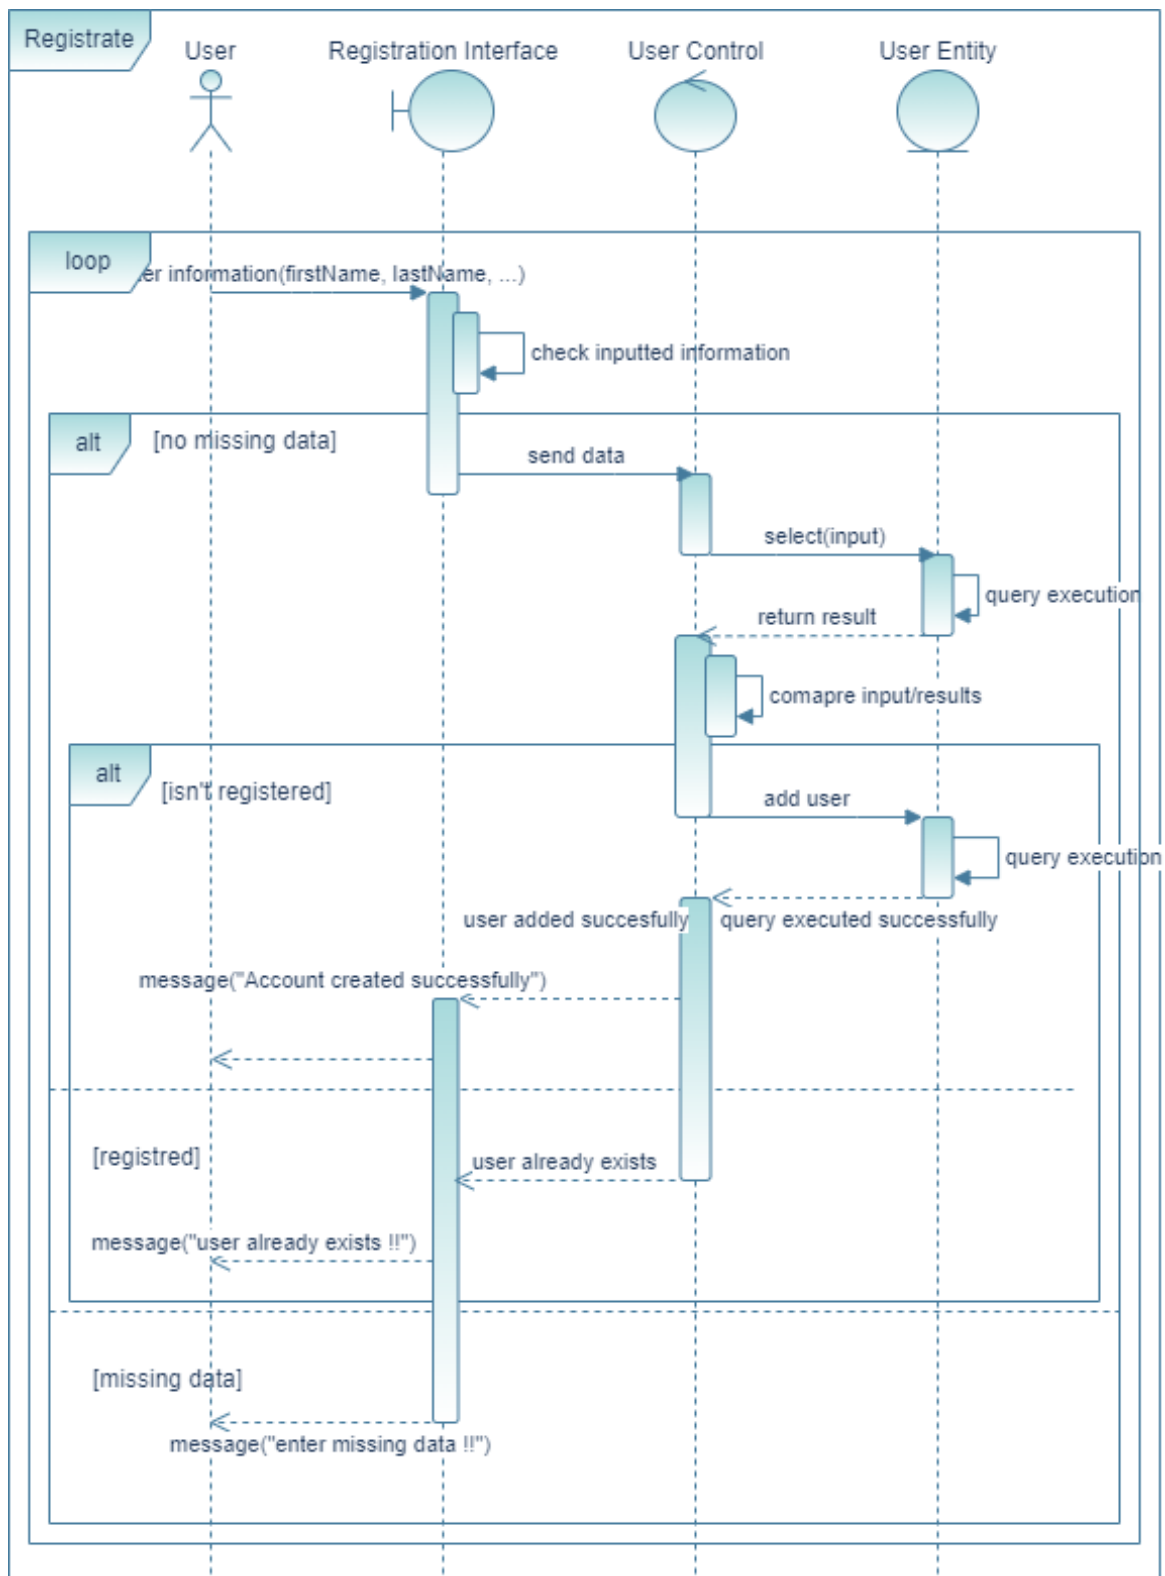 Registrate
User
Registration Interface
User Control
User Entity
loop
er information(firstName, lastName, ...)
check inputted information
alt
[no missing data]
send data
select(input)
query execution
return result
comapre input/results
alt
[isn't registered]
add user
query execution
user added succesfully
query executed successfully
message("Account created successfully")
[registred]
user already exists
message("user already exists !!")
[missing data]
message("enter missing data !!")